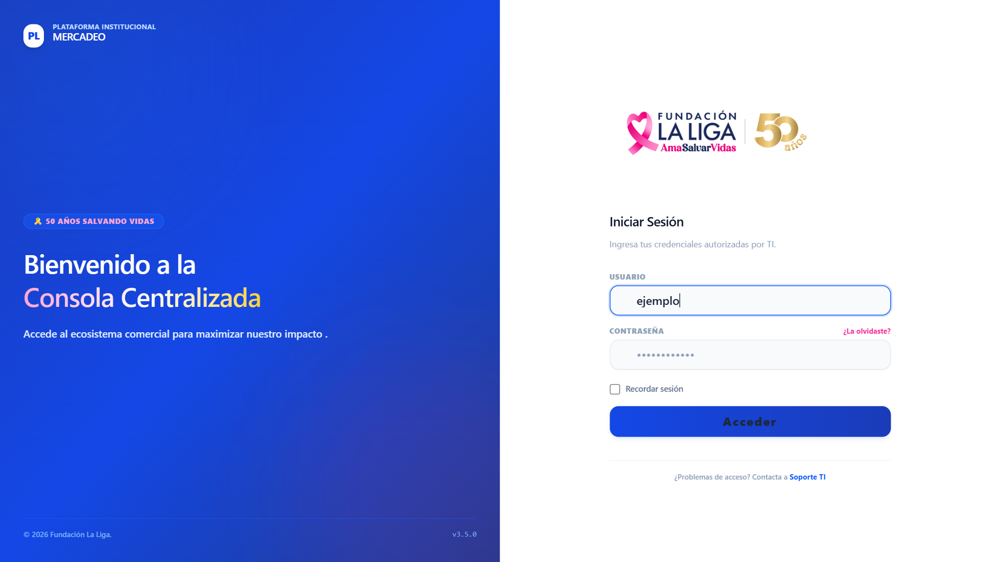 PL
PLATAFORMA INSTITUCIONAL
MERCADEO
50 AÑOS SALVANDO VIDAS
Bienvenido a la
Consola Centralizada
Accede al ecosistema comercial para maximizar nuestro impacto .
© 2026 Fundación La Liga.
v3.5.0
FUNDACIÓN
LA LIGA
AmaSalvarVidas
50
años
Iniciar Sesión
Ingresa tus credenciales autorizadas por TI.
USUARIO
ejemplo
CONTRASEÑA
¿La olvidaste?
••••••••••••
Recordar sesión
Acceder
¿Problemas de acceso? Contacta a Soporte TI